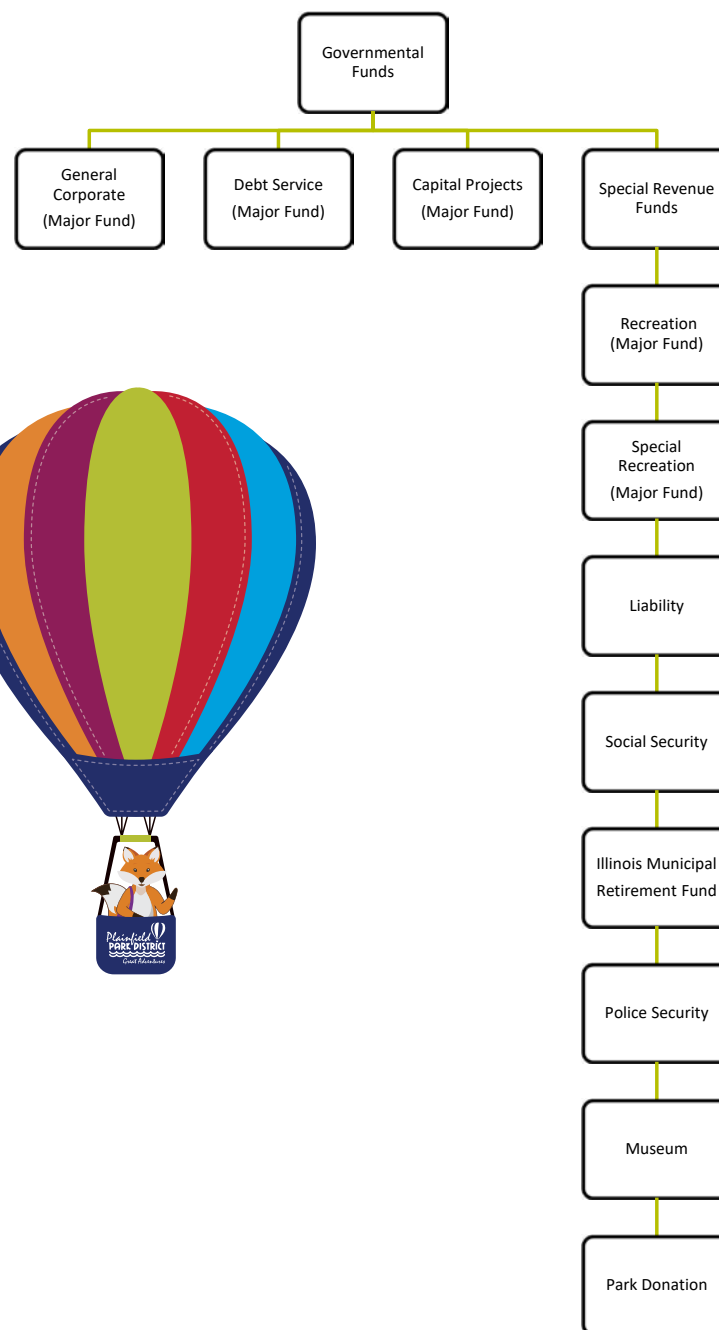 Governmental
Funds
General
Corporate
(Major Fund)
Debt Service
(Major Fund)
Capital Projects
(Major Fund)
Special Revenue
Funds
Recreation
(Major Fund)
Special
Recreation
(Major Fund)
Liability
Social Security
Illinois Municipal
Retirement Fund
Police Security
Museum
Park Donation
Plainfield
PARK DISTRICT
Great Adventures